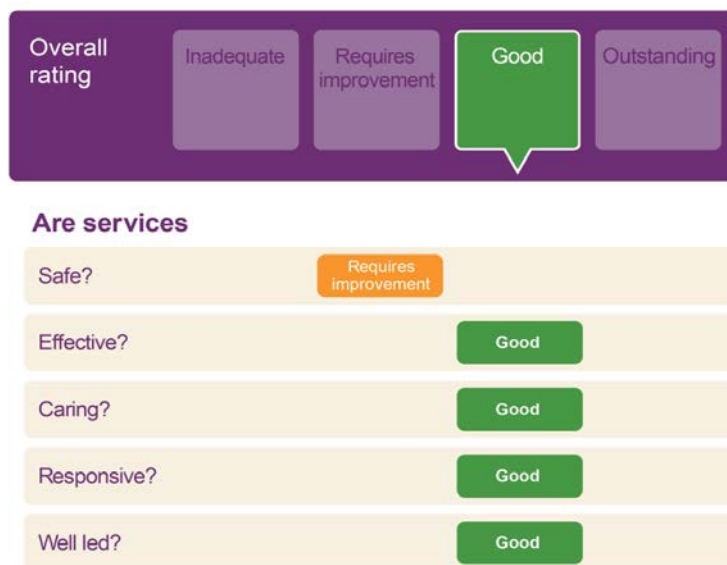 Overall
rating
Inadequate
Requires
improvement
Good
Outstanding
Are services
Safe?
Requires
improvement
Effective?
Good
Caring?
Good
Responsive?
Good
Well led?
Good